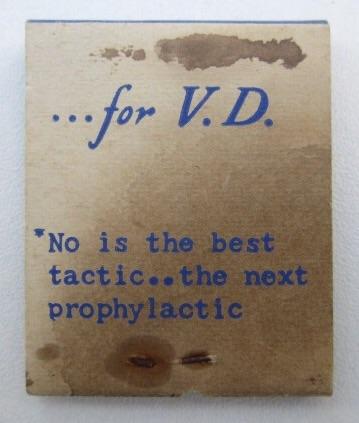 ...for V.D.
*No is the best
tactic..the next
prophylactic